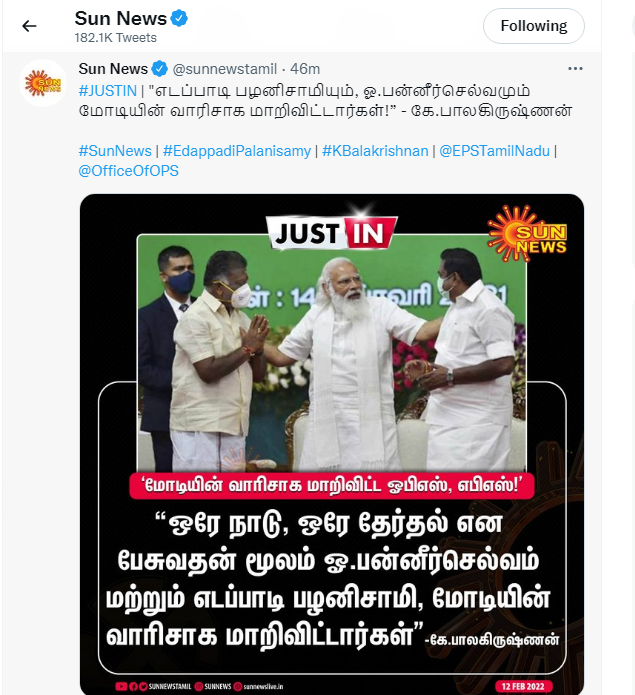 Sun News
182.1K Tweets
Following
Sun News @sunnewstamil · 46m
#JUSTIN | "எடப்பாடி பழனிசாமியும், ஓ.பன்னீர்செல்வமும்
மோடியின் வாரிசாக மாறிவிட்டார்கள்!” - கே.பாலகிருஷ்ணன்
#SunNews | #EdappadiPalanisamy | #KBalakrishnan | @EPSTamilNadu |
@OfficeOfOPS
JUST IN
SUN
NEWS
ள் : 14
வரி 2
21
‘மோடியின் வாரிசாக மாறிவிட்ட ஓபிஎஸ், எபிஎஸ்!’
“ஒரே நாடு, ஒரே தேர்தல் என
பேசுவதன் மூலம் ஓ.பன்னீர்செல்வம்
மற்றும் எடப்பாடி பழனிசாமி, மோடியின்
வாரிசாக மாறிவிட்டார்கள்” -கே.பாலகிருஷ்ணன்
SUNNEWSTAMIL SUNNEWS sunnewslive.in
12 FEB 2022